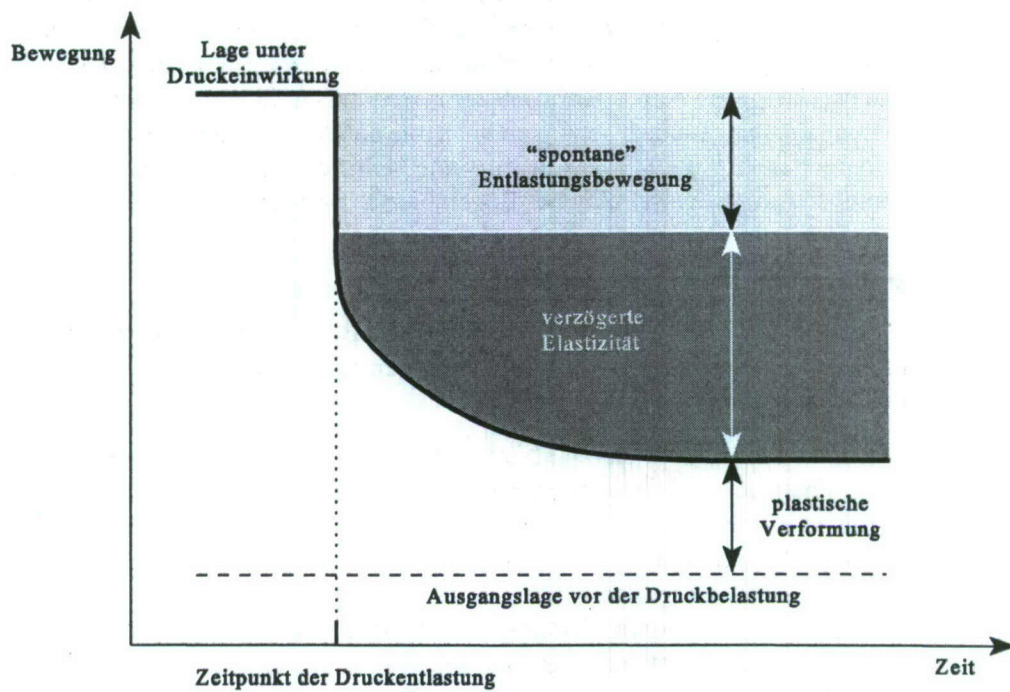 Bewegung
Lage unter
Druckeinwirkung
“spontane”
Entlastungsbewegung
verzögerte
Elastizität
plastische
Verformung
Ausgangslage vor der Druckbelastung
Zeit
Zeitpunkt der Druckentlastung